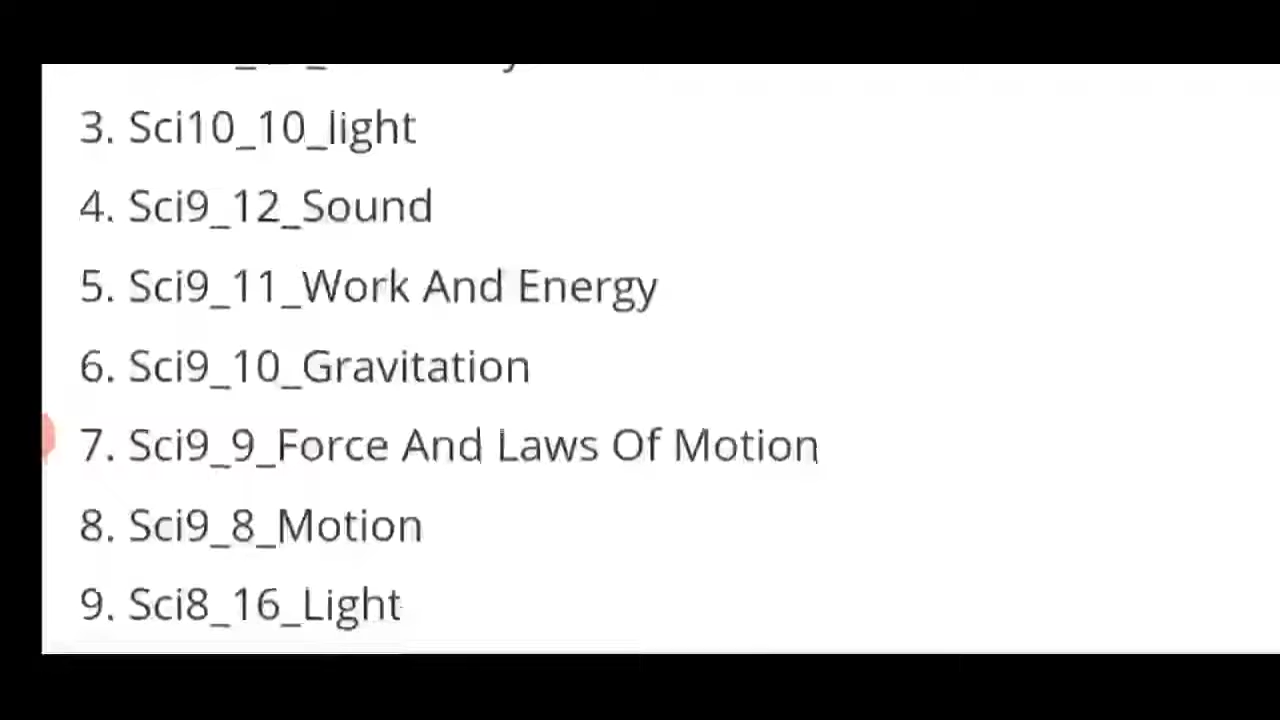 3. Sci10_10_light
4. Sci9_12_Sound
5. Sci9_11_Work And Energy
6. Sci9_10_Gravitation
7. Sci9_9_Force And Laws Of Motion
8. Sci9_8_Motion
9. Sci8_16_Light